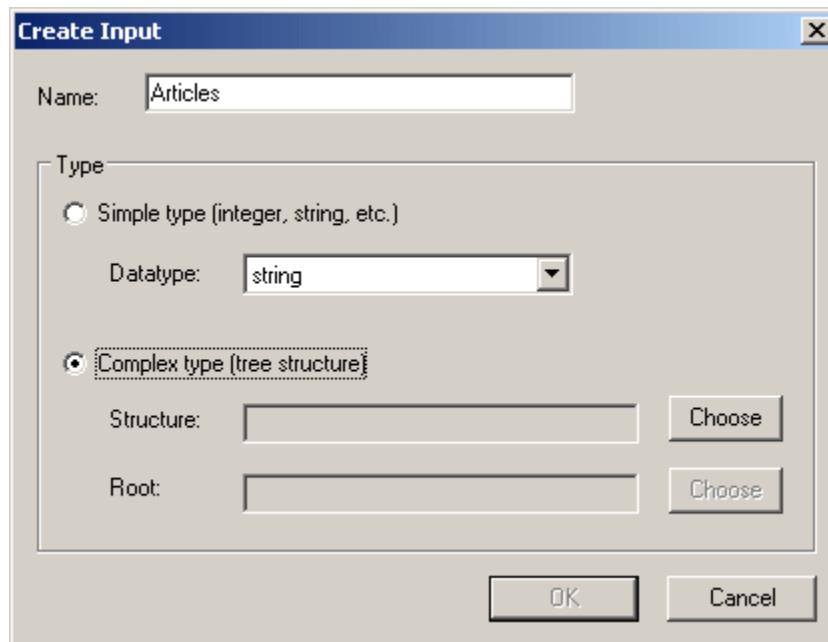 Create Input
Name: Articles
Type
Simple type (integer, string, etc.)
Datatype: string
Complex type (tree structure)
Structure: Choose
Root: Choose
OK Cancel